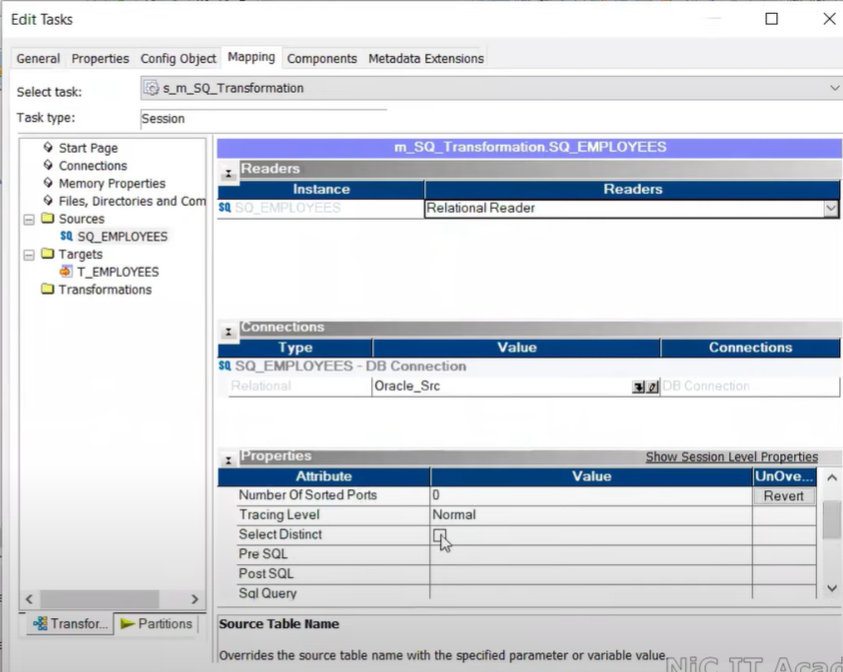 Edit Tasks
General Properties Config Object Mapping Components Metadata Extensions
Select task: s_m_SQ_Transformation
Task type: Session
Start Page
Connections
Memory Properties
Files, Directories and Com
Sources
SQ_EMPLOYEES
Targets
T_EMPLOYEES
Transformations
Transfor... Partitions
m_SQ_Transformation.SQ_EMPLOYEES
Readers
Instance Readers
SQ SQ_EMPLOYEES Relational Reader
Connections
Type Value Connections
SQ SQ_EMPLOYEES - DB Connection
Relational Oracle_Src DB Connection
Properties Show Session Level Properties
Attribute Value UnOve...
Number Of Sorted Ports 0 Revert
Tracing Level Normal
Select Distinct
Pre SQL
Post SQL
Sql Query
Source Table Name
Overrides the source table name with the specified parameter or variable value.
NiC IT Acad